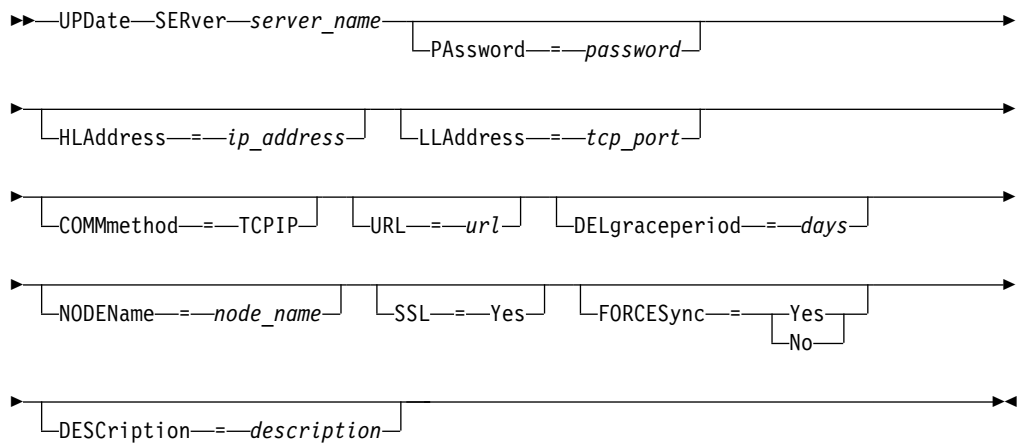 UPDate SERver server_name
PAssword = password
HLAddress = ip_address LLAddress = tcp_port
COMMmethod = TCPIP URL = url DELgraceperiod = days
NODEName = node_name SSL = Yes FORCESync = Yes
No
DESCription = description